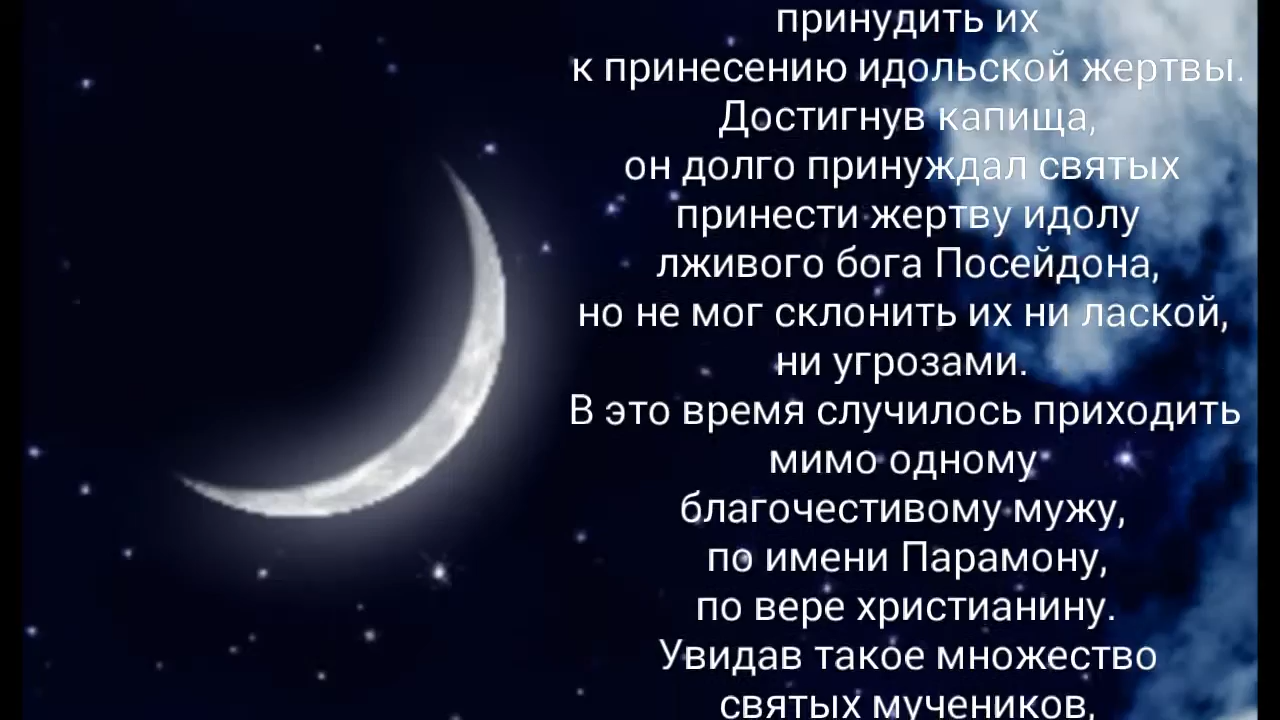 принудить их
к принесению идольской жертвы.
Достигнув капища,
он долго принуждал святых
принести жертву идолу
лживого бога Посейдона,
но не мог склонить их ни лаской,
ни угрозами.
В это время случилось приходить
мимо одному
благочестивому мужу,
по имени Парамону,
по вере христианину.
Увидав такое множество
святых мучеников,